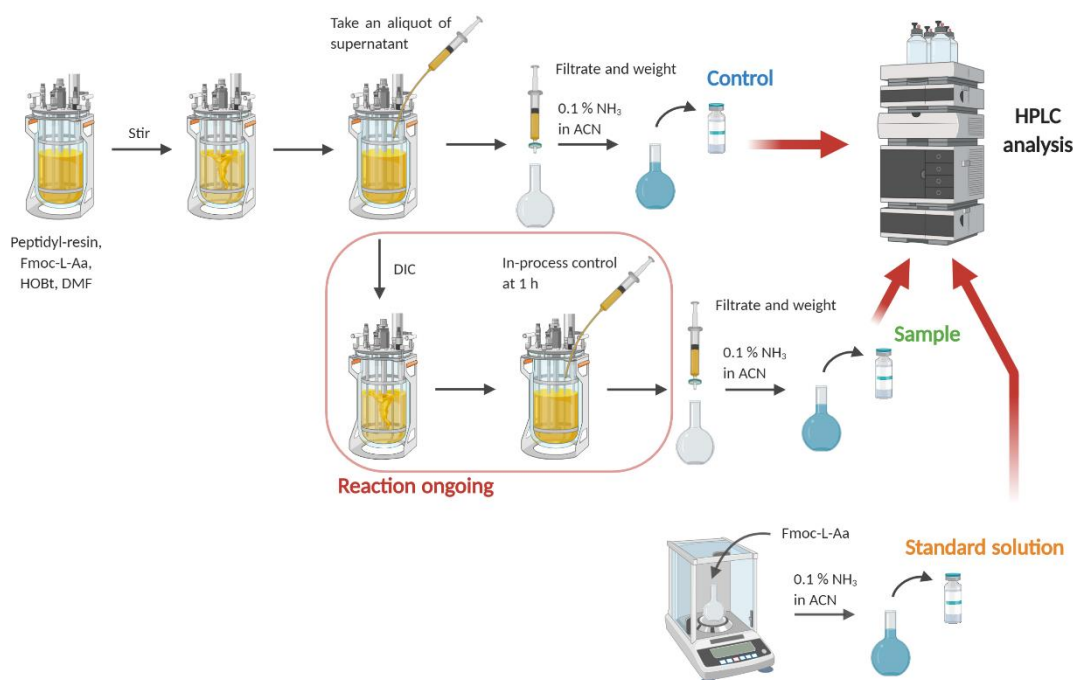 Take an aliquot of
supernatant
Stir
Peptidyl-resin,
Fmoc-L-Aa,
HOBt, DMF
Filtrate and weight
0.1 % NH₃
in ACN
Control
HPLC
analysis
DIC
In-process control
at 1 h
Reaction ongoing
Filtrate and weight
0.1 % NH₃
in ACN
Sample
Fmoc-L-Aa
0.1 % NH₃
in ACN
Standard solution